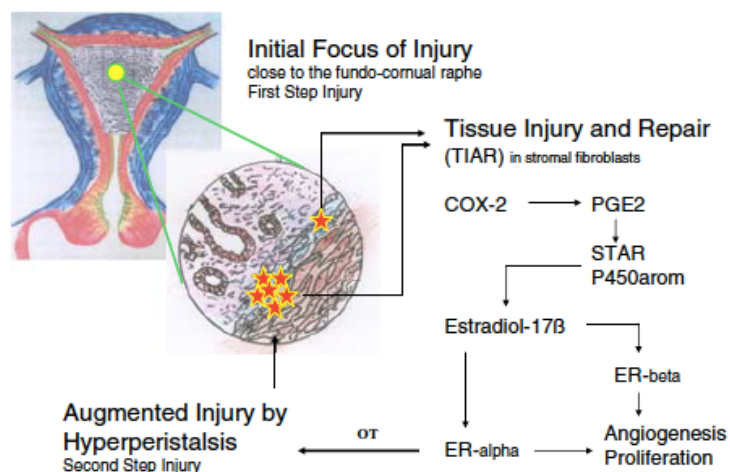 Initial Focus of Injury
close to the fundo-cornual raphe
First Step Injury
Tissue Injury and Repair
(TIAR) in stromal fibroblasts
COX-2
PGE2
STAR
P450arom
Estradiol-17ß
ER-beta
Augmented Injury by
Hyperperistalsis
Second Step Injury
OT
ER-alpha
Angiogenesis
Proliferation